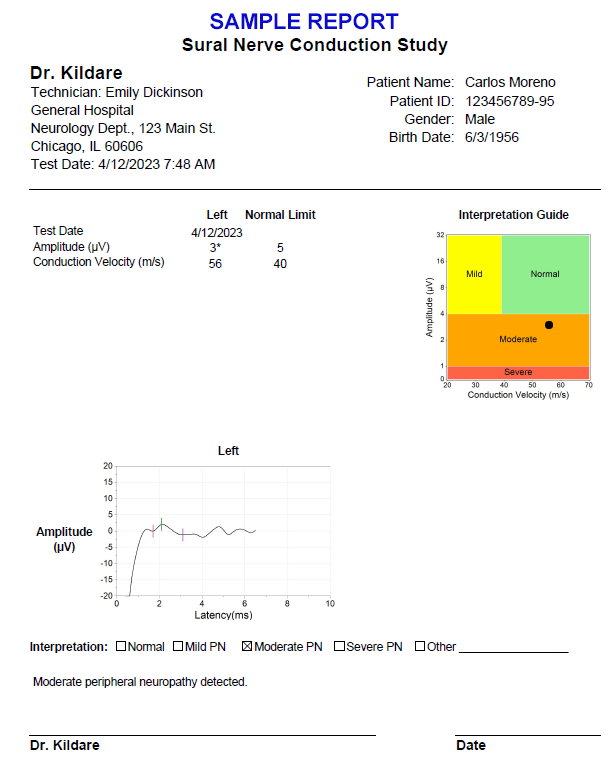 SAMPLE REPORT
Sural Nerve Conduction Study
Dr. Kildare
Technician: Emily Dickinson
General Hospital
Neurology Dept., 123 Main St.
Chicago, IL 60606
Test Date: 4/12/2023 7:48 AM
Patient Name: Carlos Moreno
Patient ID: 123456789-95
Gender: Male
Birth Date: 6/3/1956
Left Normal Limit
Test Date 4/12/2023
Amplitude (µV) 3* 5
Conduction Velocity (m/s) 56 40
Interpretation Guide
Amplitude (µV)
32
16
8
4
2
1
0
Mild Normal
Moderate
Severe
20 30 40 50 60 70
Conduction Velocity (m/s)
Left
Amplitude
(µV)
20
15
10
5
0
-5
-10
-15
-20
0 2 4 6 8 10
Latency(ms)
Interpretation: ☐Normal ☐Mild PN ☒Moderate PN ☐Severe PN ☐Other ________________
Moderate peripheral neuropathy detected.
Dr. Kildare
Date